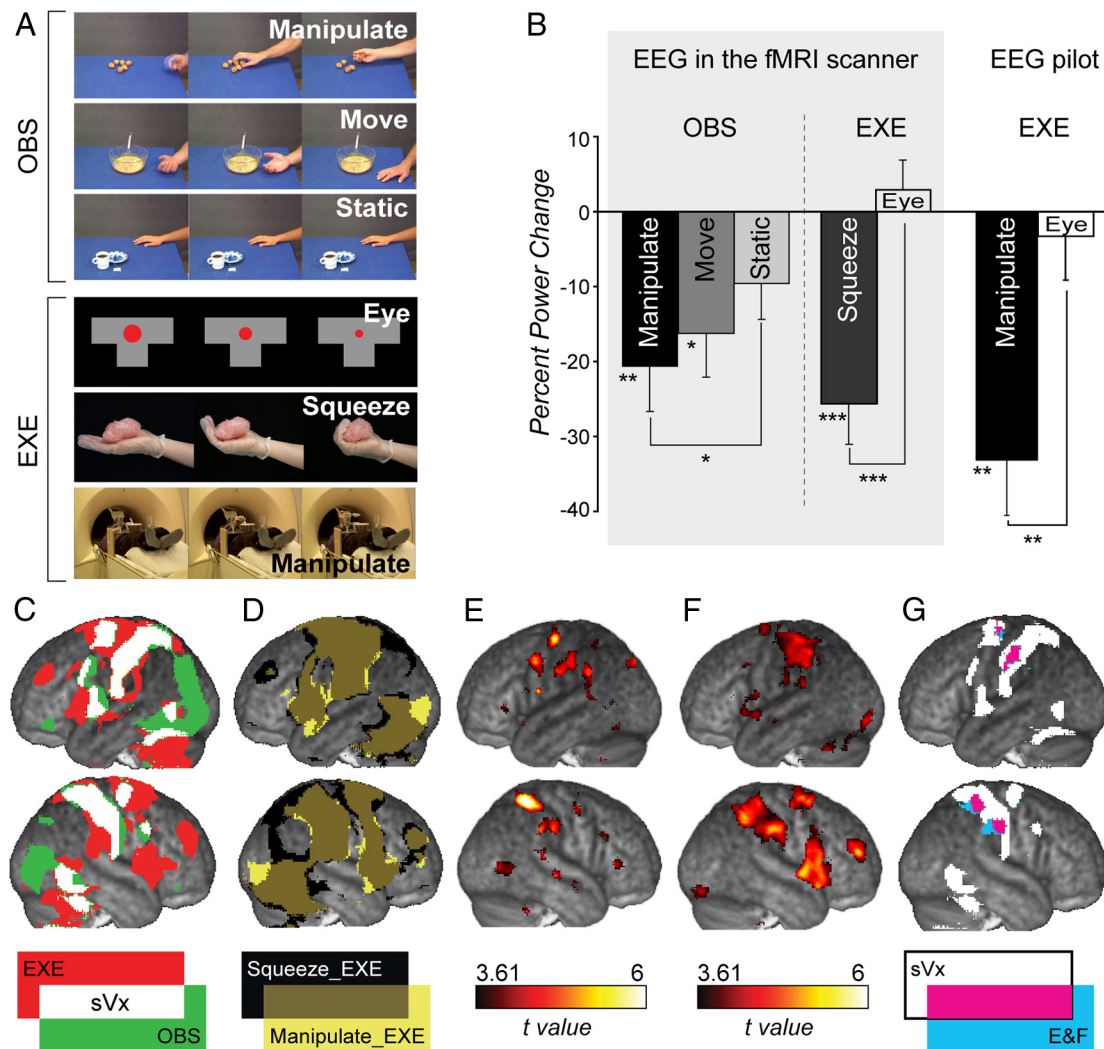 A
OBS
Manipulate
Move
Static
EXE
Eye
Squeeze
Manipulate
B
EEG in the fMRI scanner
EEG pilot
OBS
EXE
EXE
Percent Power Change
10
0
-10
-20
-30
-40
Manipulate
Move
Static
Squeeze
Eye
Manipulate
Eye
**
*
*
***
***
**
**
C
D
E
F
G
EXE
sVx
OBS
Squeeze_EXE
Manipulate_EXE
3.61
6
t value
3.61
6
t value
sVx
E&F